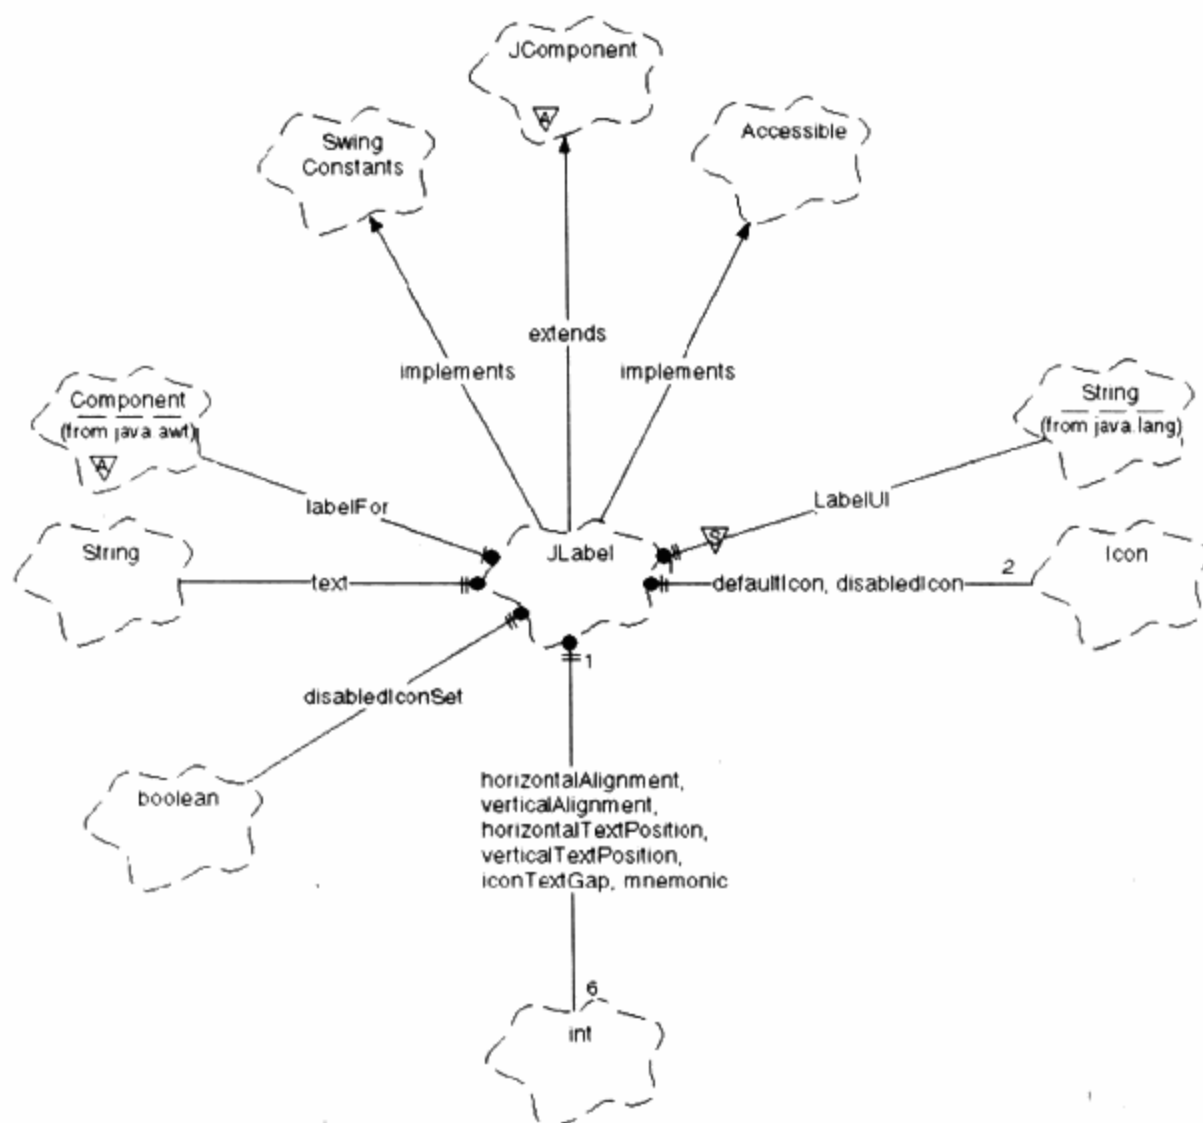 JComponent
A
Swing
Constants
Accessible
extends
implements
implements
Component
(from java.awt)
A
String
(from java.lang)
labelFor
LabelUI
S
String
JLabel
Icon
text
1
defaultIcon, disabledIcon
2
1
disabledIconSet
horizontalAlignment,
verticalAlignment,
horizontalTextPosition,
verticalTextPosition,
iconTextGap, mnemonic
boolean
6
int